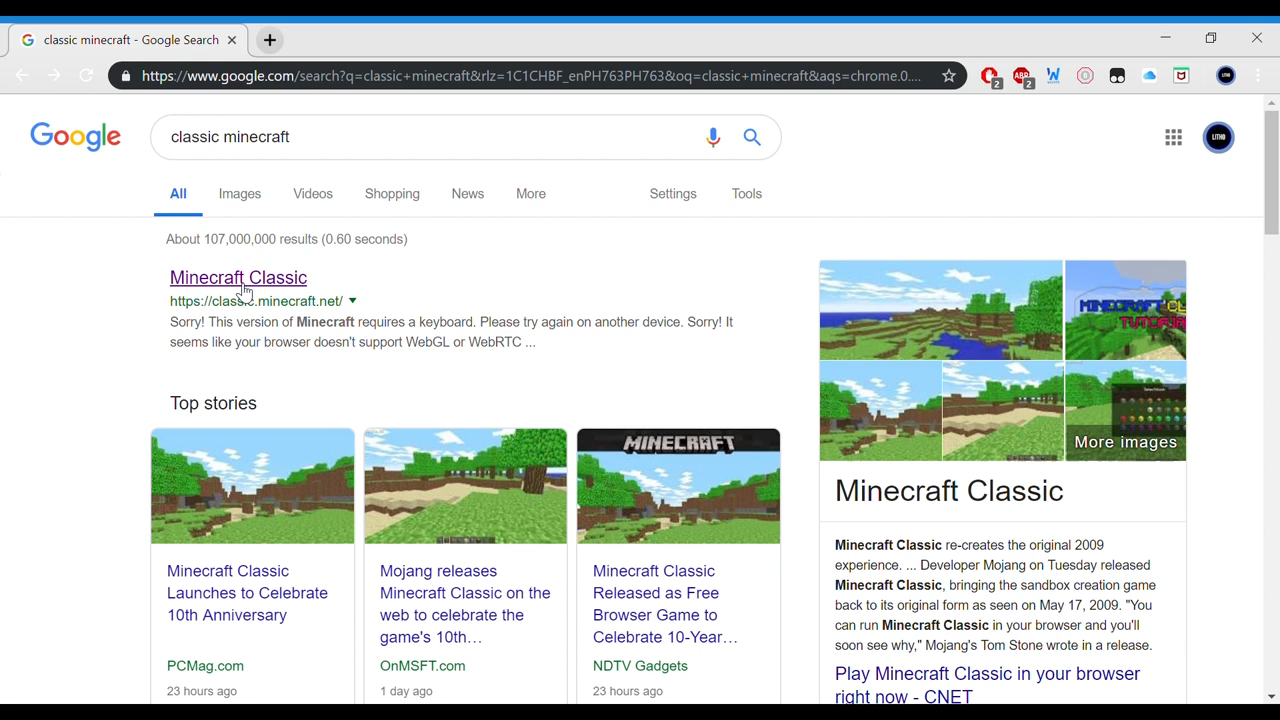 classic minecraft - Google Search
https://www.google.com/search?q=classic+minecraft&rlz=1C1CHBF_enPH763PH763&oq=classic+minecraft&aqs=chrome.0....
2
ABP
2
W
LITHO
Google
classic minecraft
LITHO
All Images Videos Shopping News More Settings Tools
About 107,000,000 results (0.60 seconds)
Minecraft Classic
https://classic.minecraft.net/
Sorry! This version of Minecraft requires a keyboard. Please try again on another device. Sorry! It
seems like your browser doesn't support WebGL or WebRTC ...
Top stories
MINECRAFT
Minecraft Classic
Launches to Celebrate
10th Anniversary
PCMag.com
23 hours ago
Mojang releases
Minecraft Classic on the
web to celebrate the
game's 10th...
OnMSFT.com
1 day ago
Minecraft Classic
Released as Free
Browser Game to
Celebrate 10-Year...
NDTV Gadgets
23 hours ago
More images
Minecraft Classic
Minecraft Classic re-creates the original 2009
experience. ... Developer Mojang on Tuesday released
Minecraft Classic, bringing the sandbox creation game
back to its original form as seen on May 17, 2009. "You
can run Minecraft Classic in your browser and you'll
soon see why," Mojang's Tom Stone wrote in a release.
Play Minecraft Classic in your browser
right now - CNET